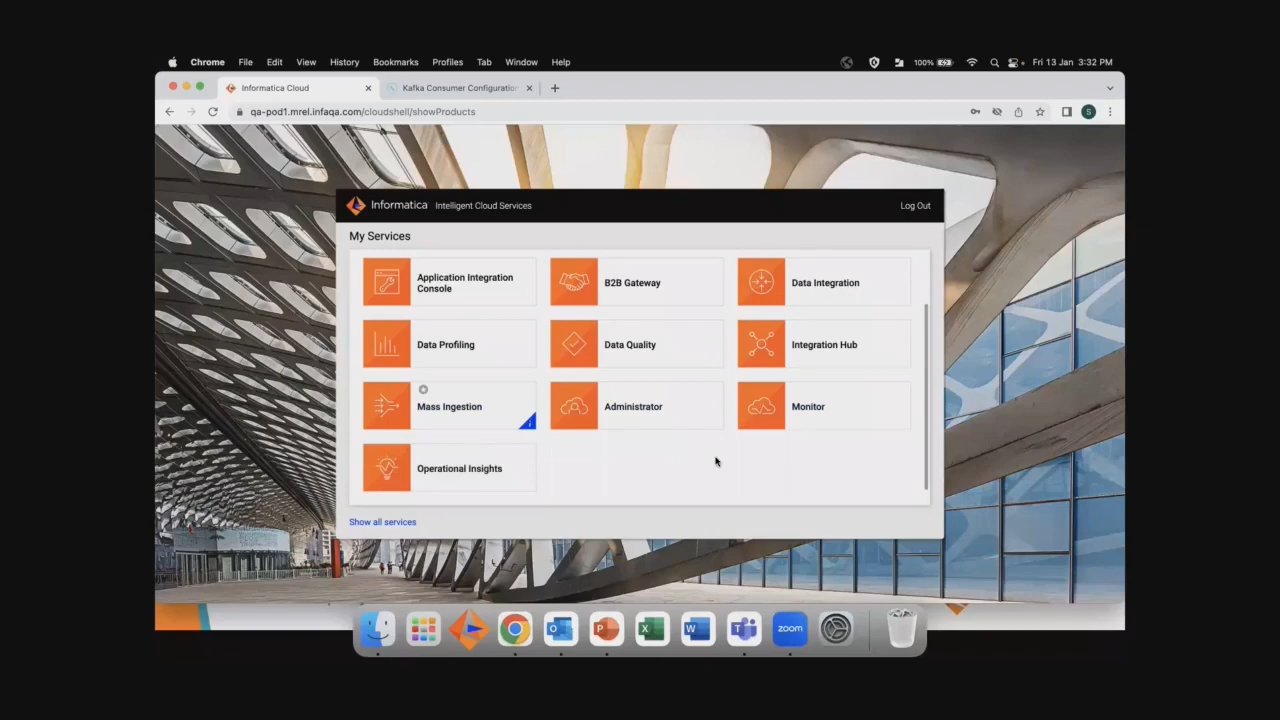 Chrome File Edit View History Bookmarks Profiles Tab Window Help 100% Fri 13 Jan 3:32 PM
Informatica Cloud
Kafka Consumer Configuration
qa-pod1.mrel.infaqa.com/cloudshell/showProducts
S
Informatica Intelligent Cloud Services
Log Out
My Services
Application Integration
Console
B2B Gateway
Data Integration
Data Profiling
Data Quality
Integration Hub
Mass Ingestion
Administrator
Monitor
Operational Insights
Show all services
zoom